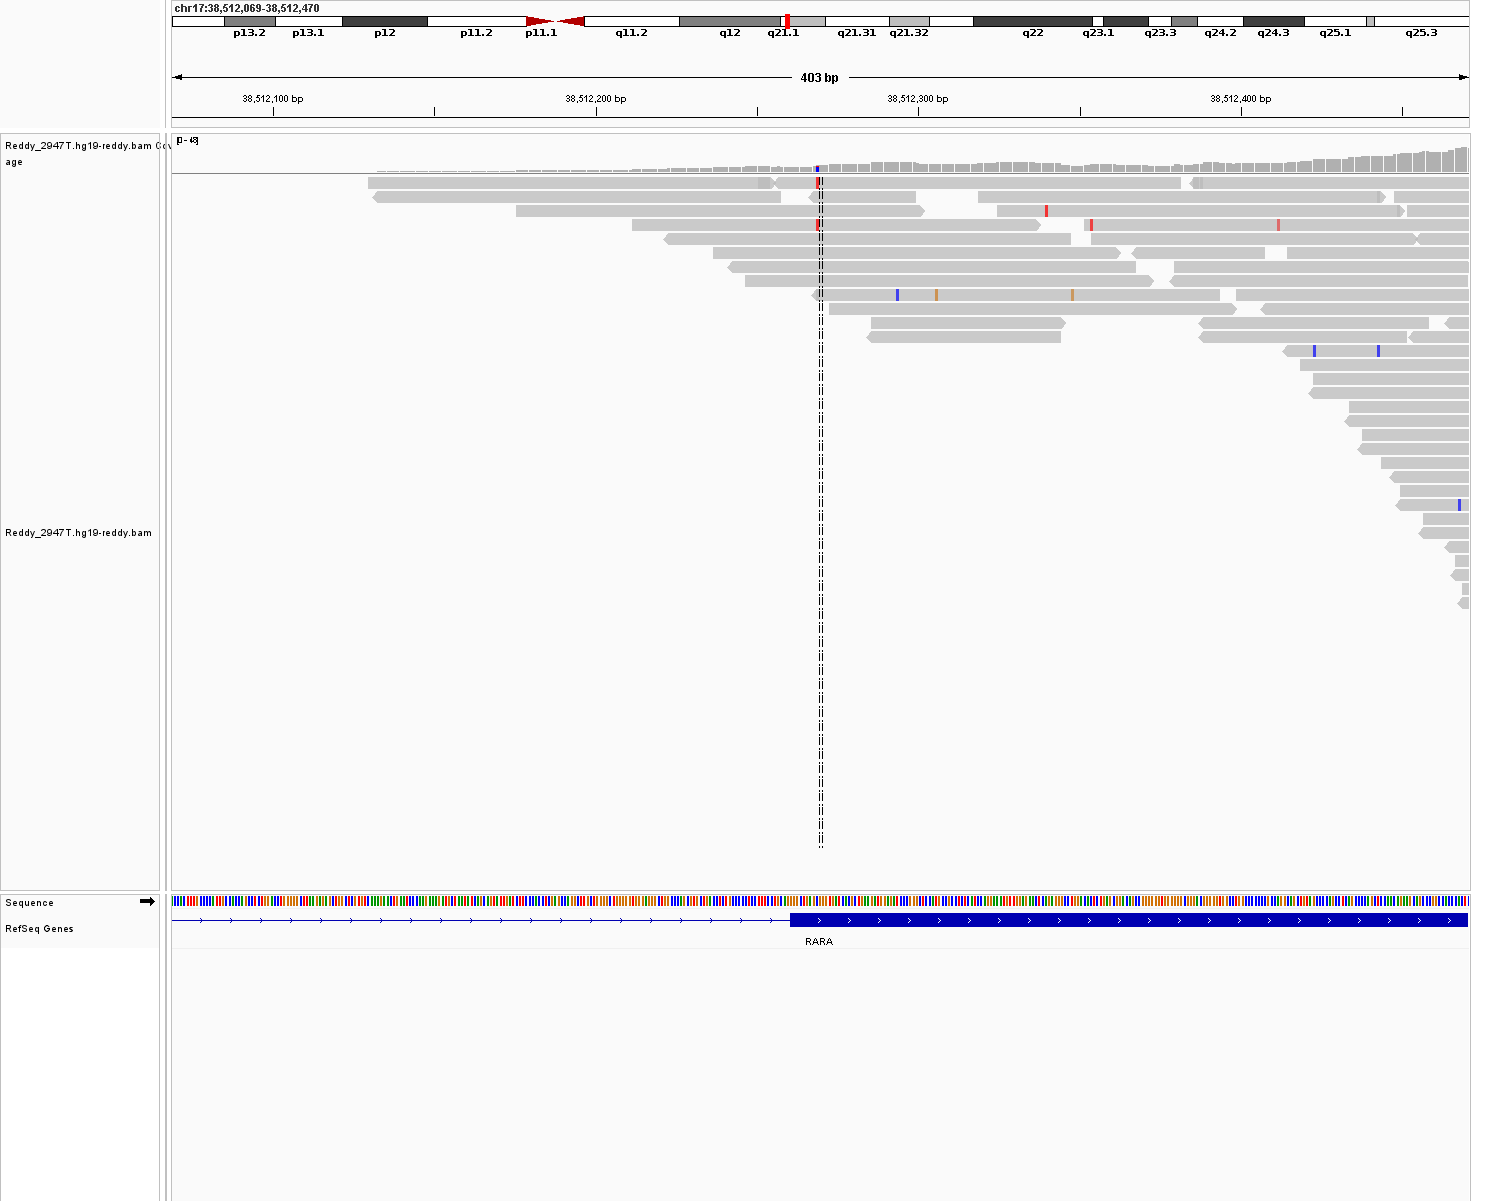 chr17:38,512,069-38,512,470
p13.2 p13.1 p12 p11.2 p11.1 q11.2 q12 q21.1 q21.31 q21.32 q22 q23.1 q23.3 q24.2 q24.3 q25.1 q25.3
403 bp
38,512,100 bp 38,512,200 bp 38,512,300 bp 38,512,400 bp
Reddy_2947T.hg19-reddy.bam Cov
age
Reddy_2947T.hg19-reddy.bam
Sequence
RefSeq Genes
RARA